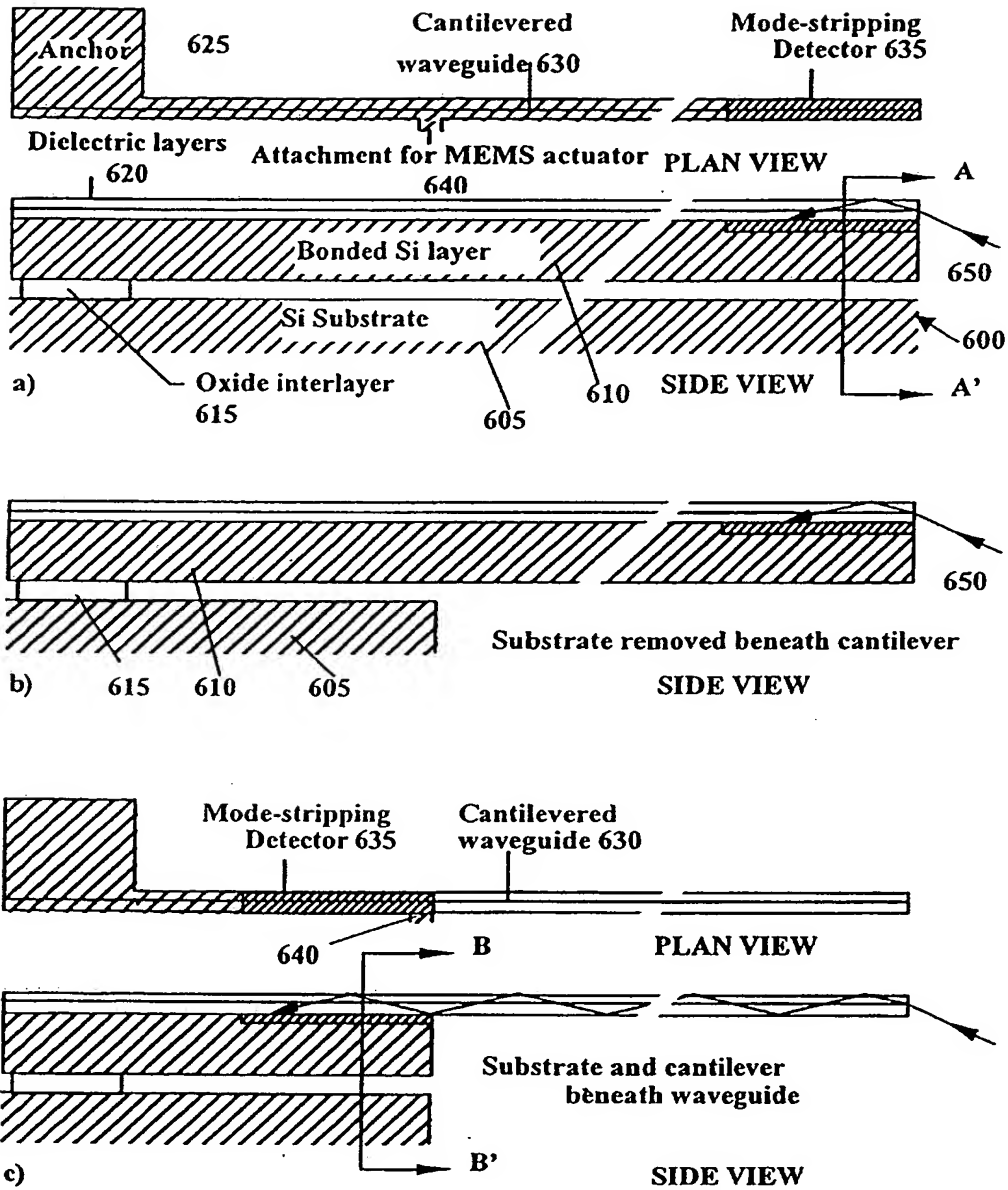 Anchor
625
Cantilevered
waveguide 630
Mode-stripping
Detector 635
Dielectric layers
620
Attachment for MEMS actuator
640
PLAN VIEW
A
Bonded Si layer
650
Si Substrate
600
a)
Oxide interlayer
615
605
610
SIDE VIEW
A'
650
Substrate removed beneath cantilever
b)
615
610
605
SIDE VIEW
Mode-stripping
Detector 635
Cantilevered
waveguide 630
640
B
PLAN VIEW
Substrate and cantilever
beneath waveguide
c)
B'
SIDE VIEW